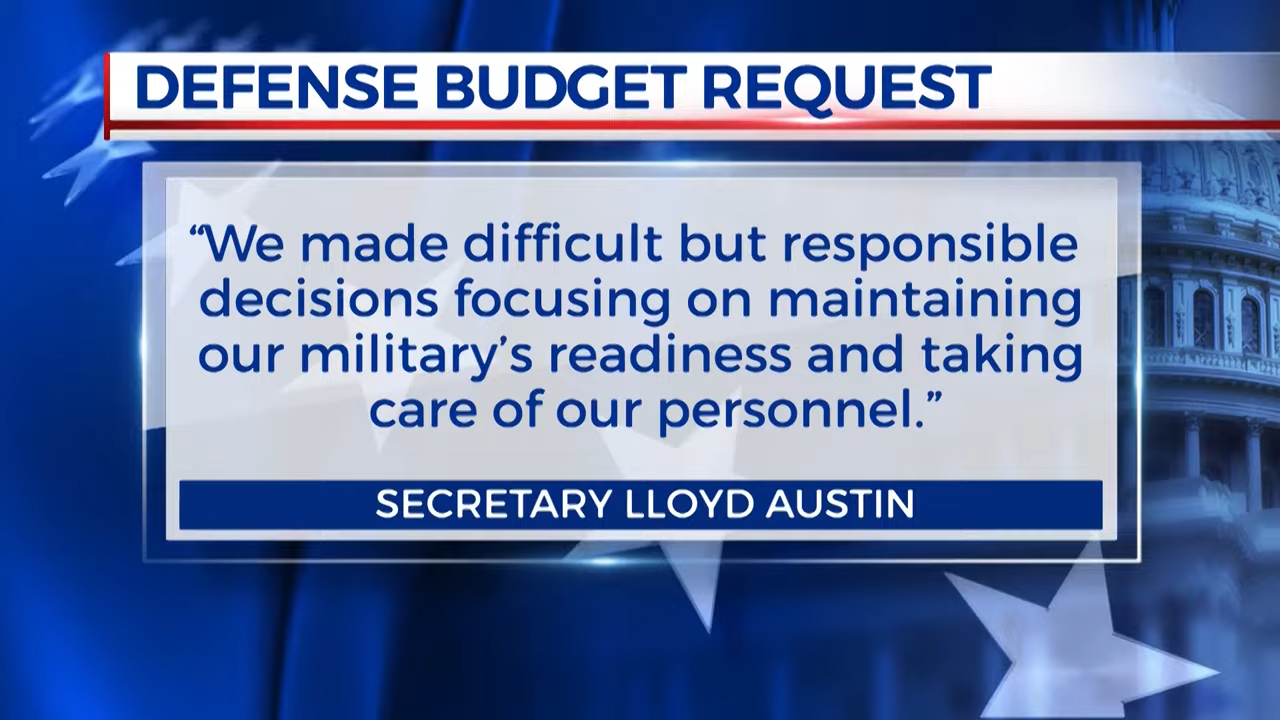 DEFENSE BUDGET REQUEST
“We made difficult but responsible
decisions focusing on maintaining
our military’s readiness and taking
care of our personnel.”
SECRETARY LLOYD AUSTIN